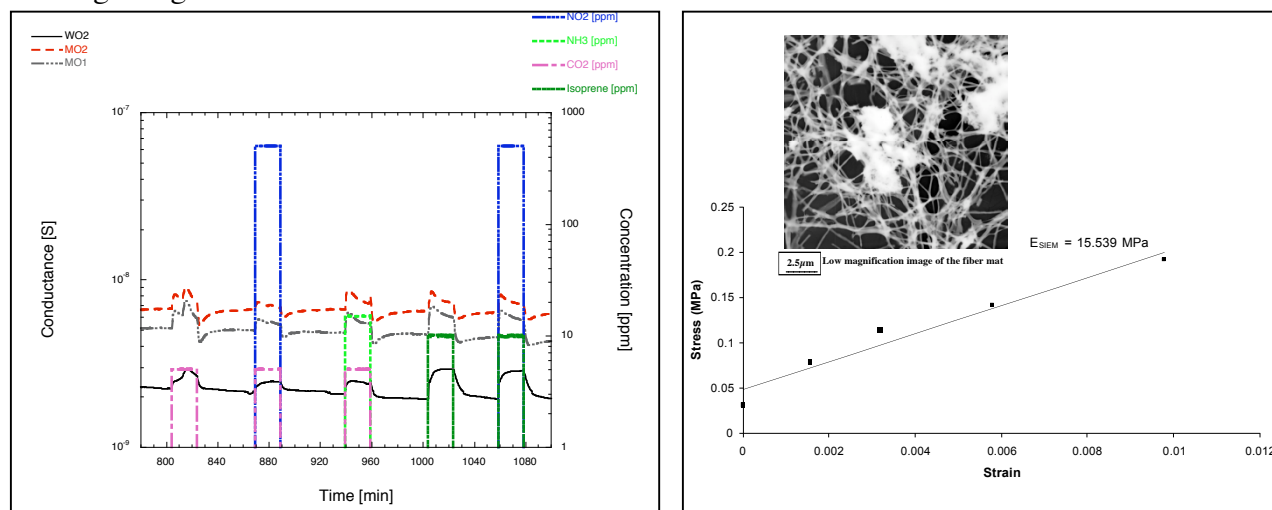 WO2
MO2
MO1
NO2 [ppm]
NH3 [ppm]
CO2 [ppm]
Isoprene [ppm]
10-7
10-8
10-9
Conductance [S]
1000
100
10
1
Concentration [ppm]
800
840
880
920
960
1000
1040
1080
Time [min]
2.5µm
Low magnification image of the fiber mat
ESIEM = 15.539 MPa
0.25
0.2
0.15
0.1
0.05
0
Stress (MPa)
0
0.002
0.004
0.006
0.008
0.01
0.012
Strain